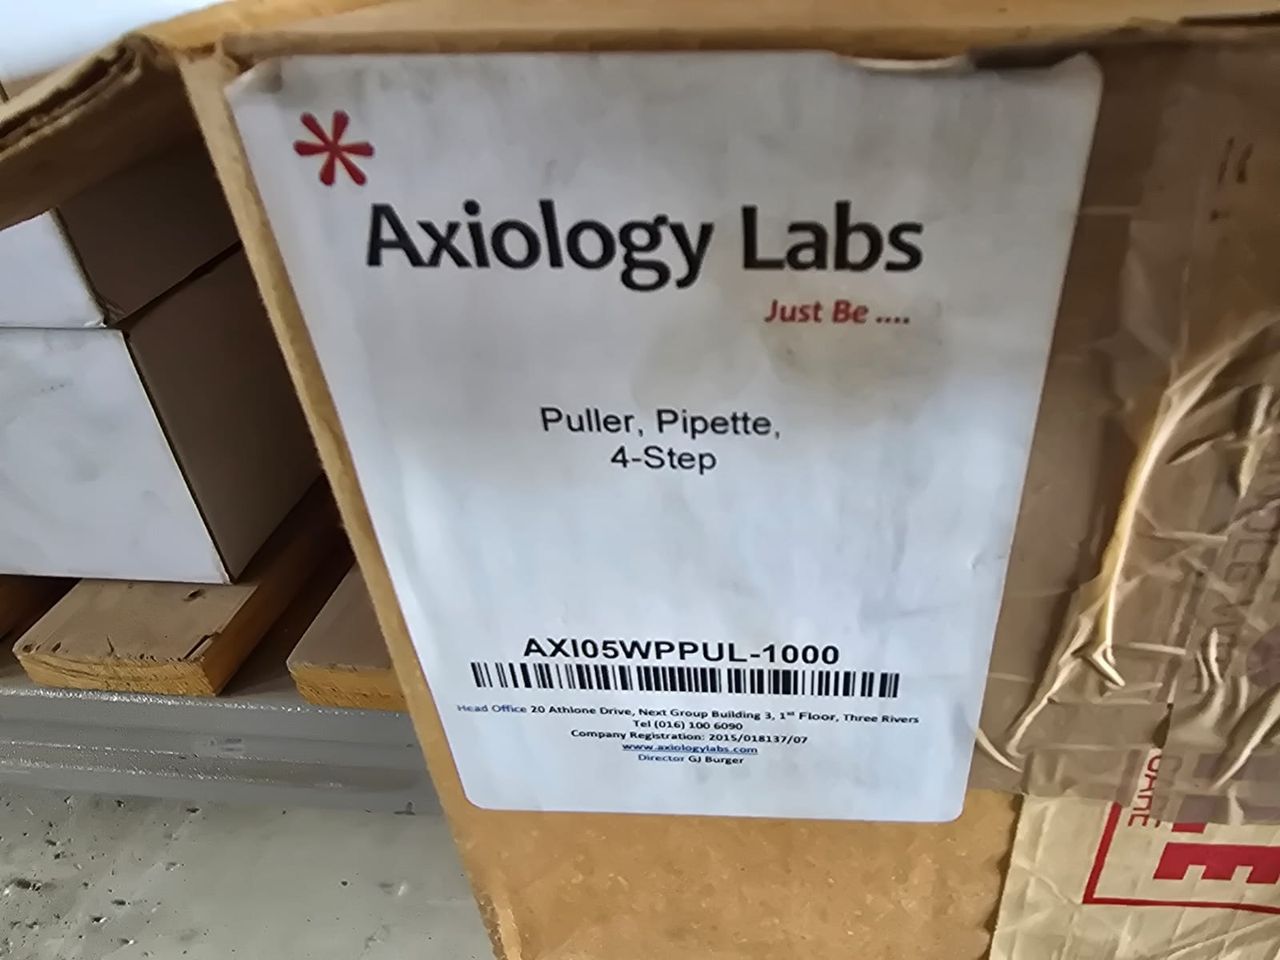 Axiology Labs
Just Be ....
Puller, Pipette,
4-Step
AXI05WPPUL-1000
Head Office 20 Athlone Drive, Next Group Building 3, 1st Floor, Three Rivers
Tel (016) 100 6090
Company Registration: 2015/018137/07
www.axiologylabs.com
Director GJ Burger